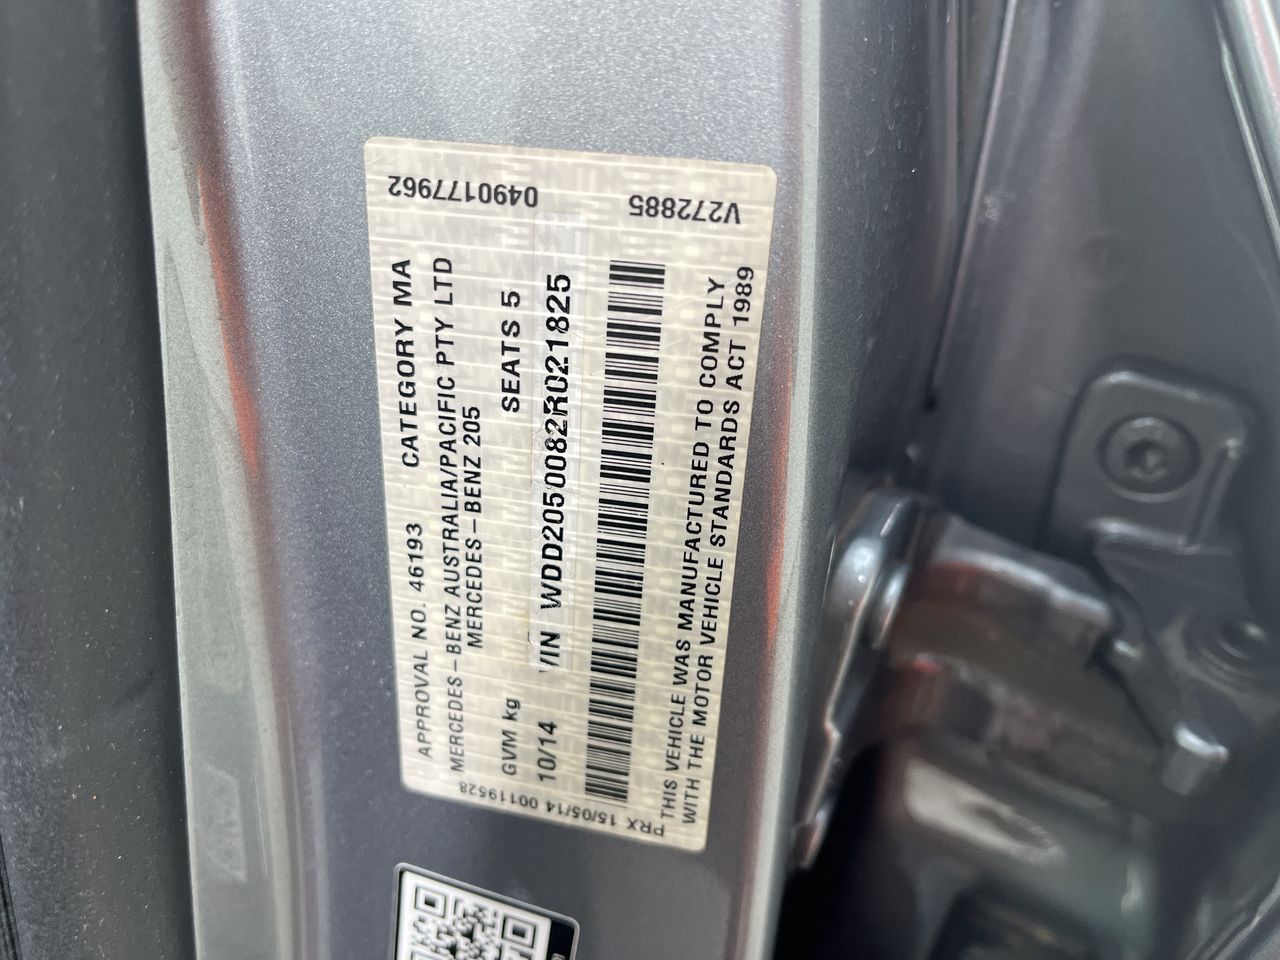 APPROVAL NO. 46193 CATEGORY MA
MERCEDES-BENZ AUSTRALIA/PACIFIC PTY LTD
MERCEDES-BENZ 205
GVM kg SEATS 5
10/14 VIN WDD2050082R021825
THIS VEHICLE WAS MANUFACTURED TO COMPLY
WITH THE MOTOR VEHICLE STANDARDS ACT 1989
0490177962
V272885
PRX 15/05/14 00119528